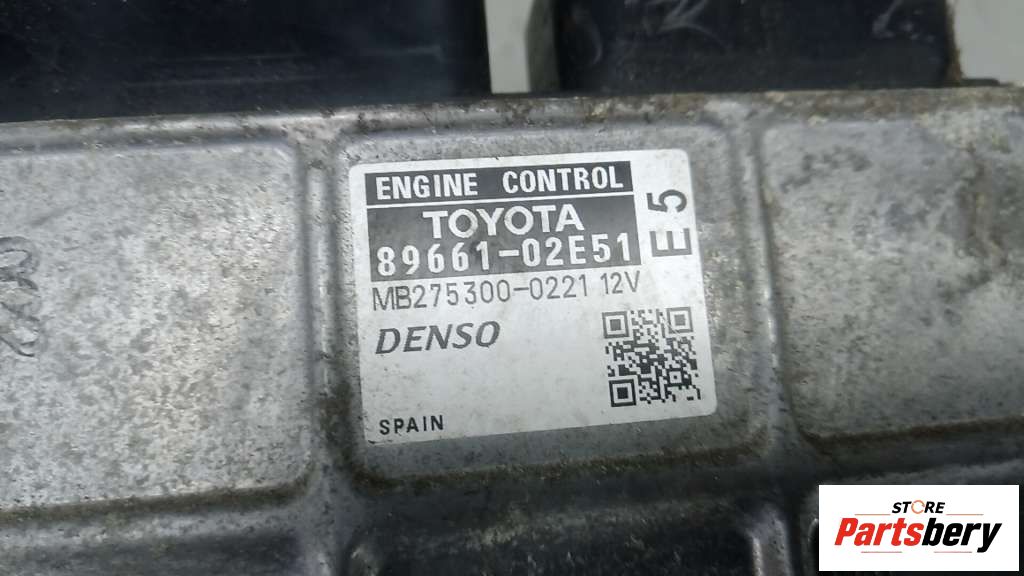 ENGINE CONTROL
TOYOTA
89661-02E51
E5
MB275300-0221 12V
DENSO
SPAIN
STORE
Partsbery